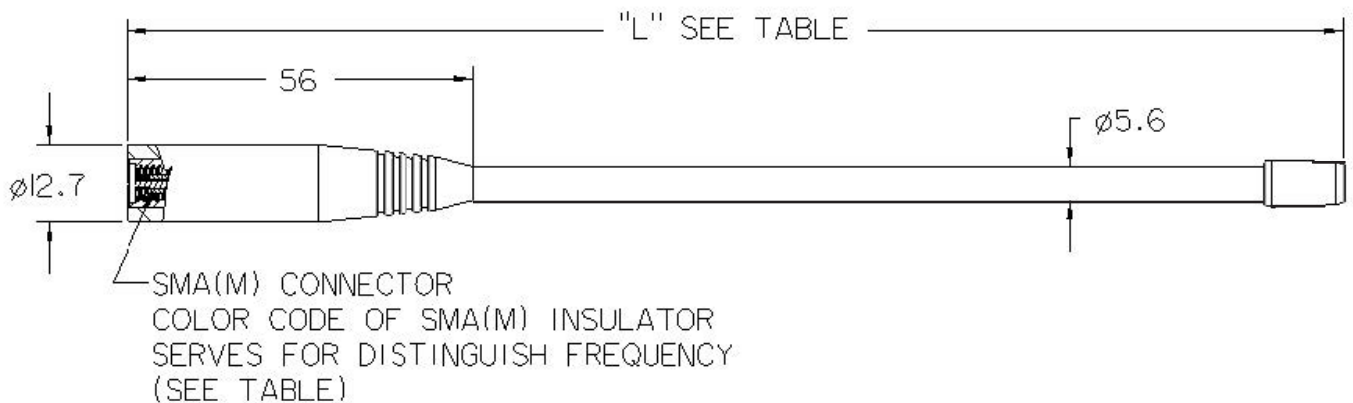 "L" SEE TABLE
56
ø5.6
ø12.7
SMA(M) CONNECTOR
COLOR CODE OF SMA(M) INSULATOR
SERVES FOR DISTINGUISH FREQUENCY
(SEE TABLE)